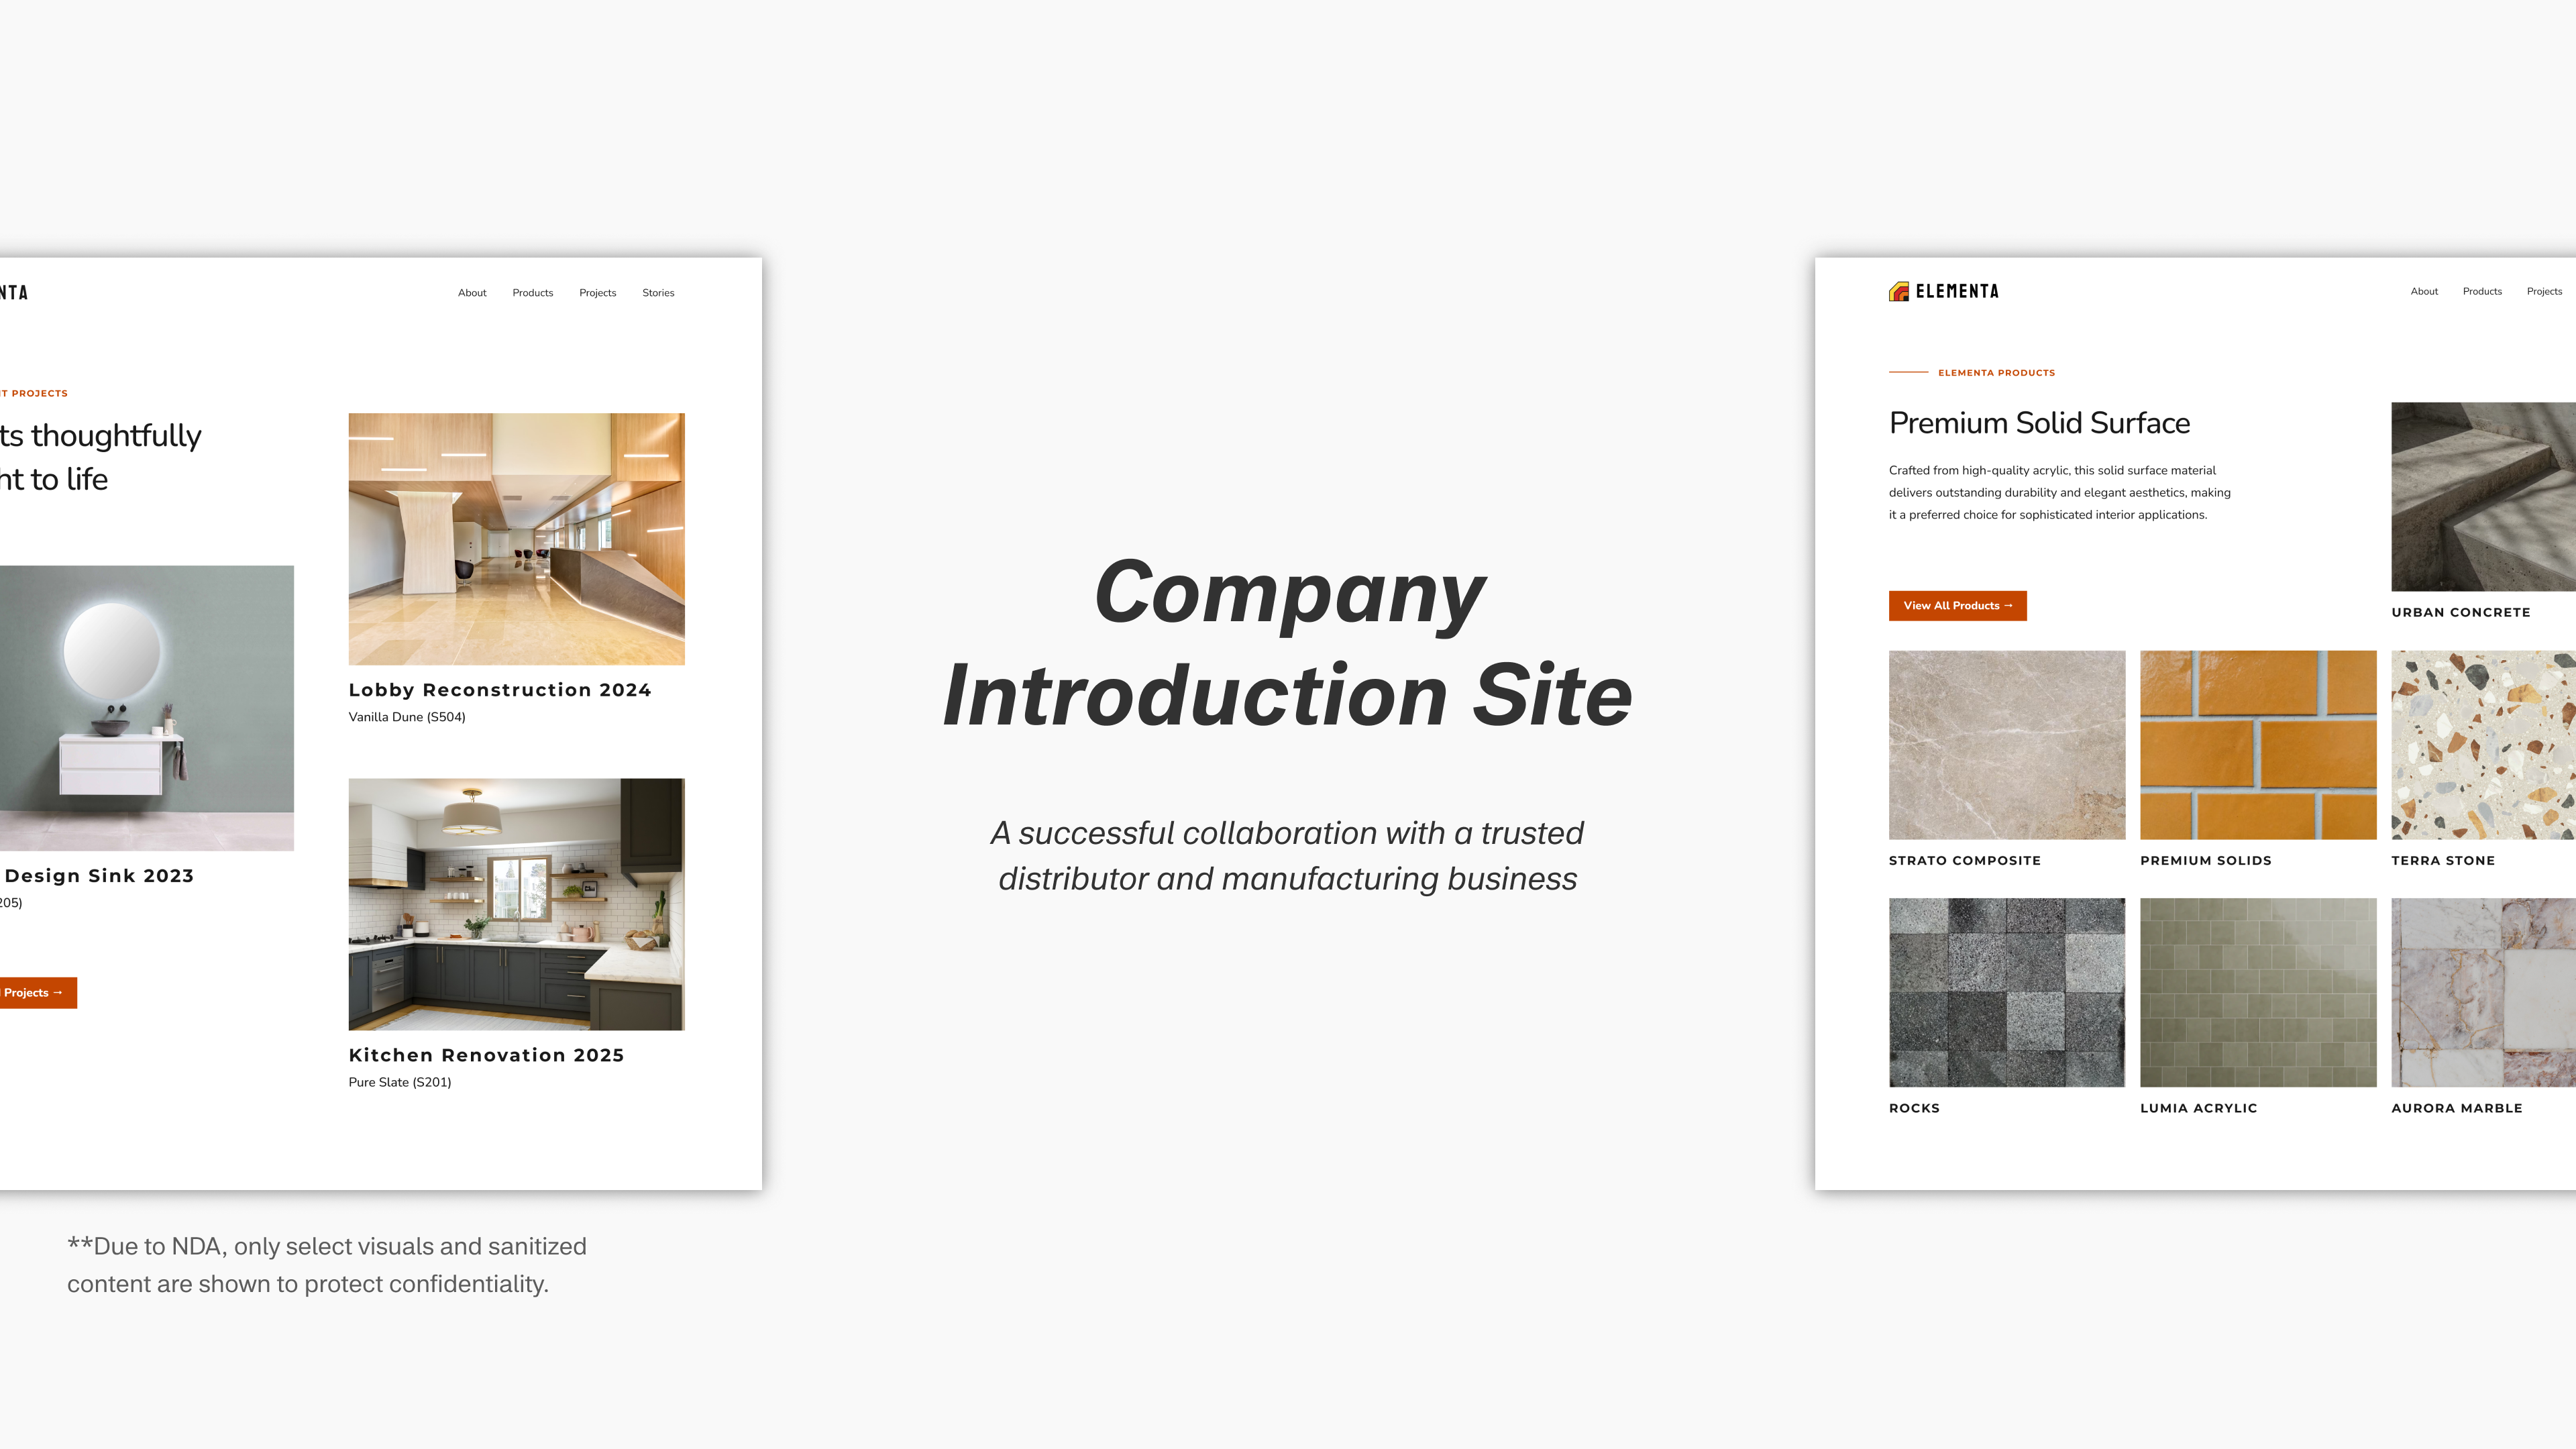 NTA
About Products Projects Stories
T PROJECTS
ts thoughtfully
ht to life
Lobby Reconstruction 2024
Vanilla Dune (S504)
Design Sink 2023
205)
Projects →
Kitchen Renovation 2025
Pure Slate (S201)
**Due to NDA, only select visuals and sanitized
content are shown to protect confidentiality.
Company
Introduction Site
A successful collaboration with a trusted
distributor and manufacturing business
ELEMENTA
About Products Projects
ELEMENTA PRODUCTS
Premium Solid Surface
Crafted from high-quality acrylic, this solid surface material
delivers outstanding durability and elegant aesthetics, making
it a preferred choice for sophisticated interior applications.
View All Products →
URBAN CONCRETE
STRATO COMPOSITE
PREMIUM SOLIDS
TERRA STONE
ROCKS
LUMIA ACRYLIC
AURORA MARBLE